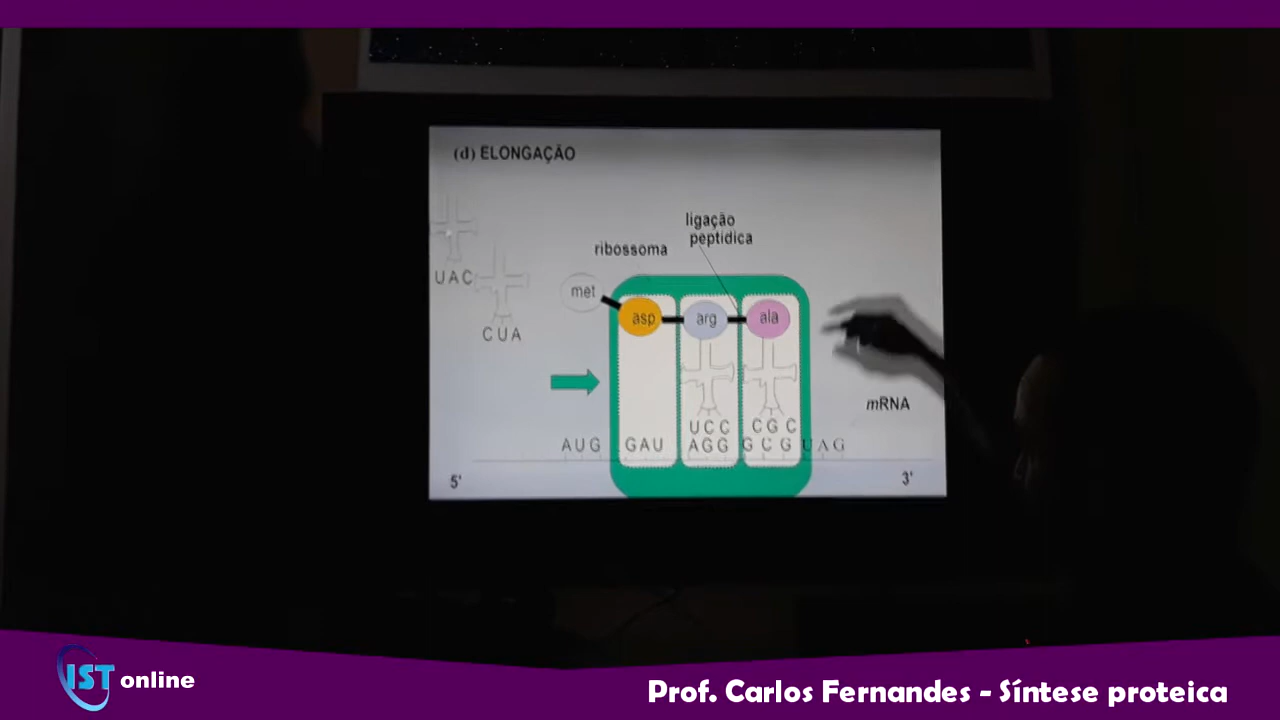 (d) ELONGAÇÃO
ligação
peptídica
ribossoma
UAC
met
asp
arg
ala
CUA
mRNA
UCC
CGC
AUG GAU AGG GCG UAG
5'
3'
IST online
Prof. Carlos Fernandes - Síntese proteica